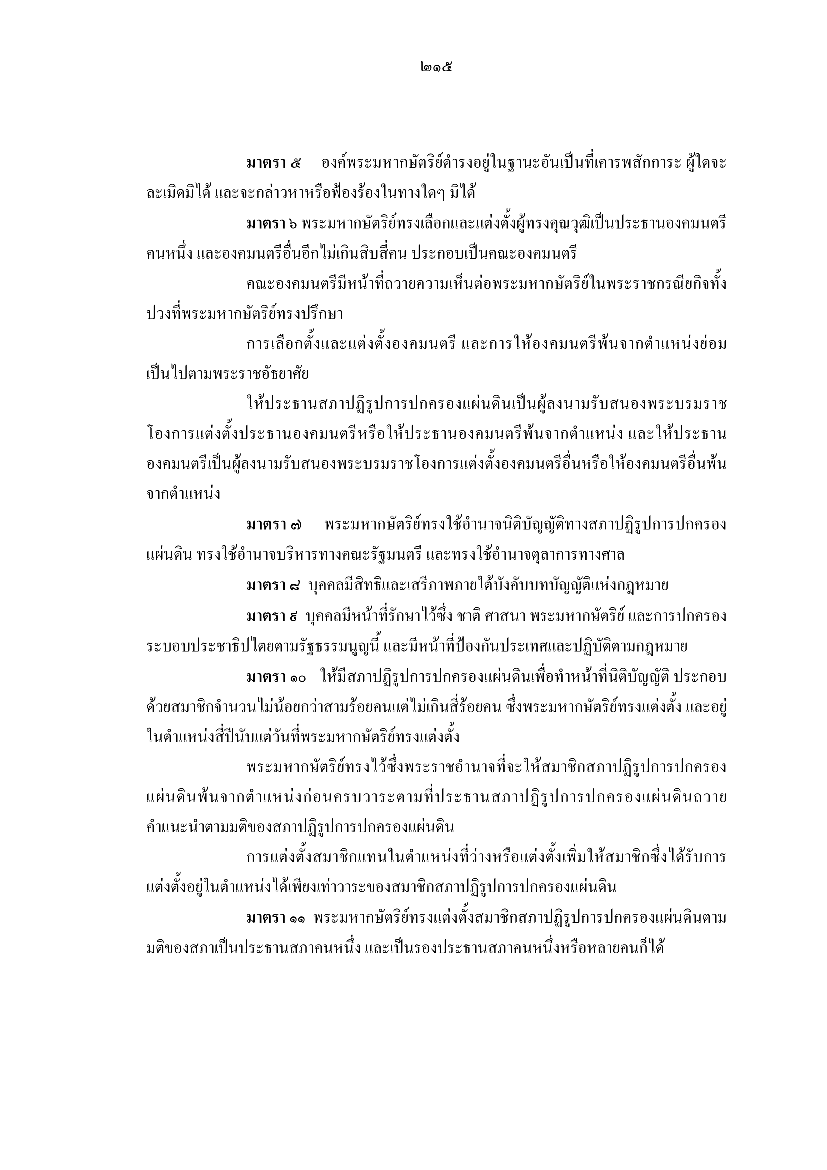 ๒๑๕
มาตรา ๕ องค์พระมหากษัตริย์ดำรงอยู่ในฐานะอันเป็นที่เคารพสักการะ ผู้ใดจะ
ละเมิดมิได้ และจะกล่าวหาหรือฟ้องร้องในทางใดๆ มิได้
มาตรา ๖ พระมหากษัตริย์ทรงเลือกและแต่งตั้งผู้ทรงคุณวุฒิเป็นประธานองคมนตรี
คนหนึ่ง และองคมนตรีอื่นอีกไม่เกินสิบสี่คน ประกอบเป็นคณะองคมนตรี
คณะองคมนตรีมีหน้าที่ถวายความเห็นต่อพระมหากษัตริย์ในพระราชกรณียกิจทั้ง
ปวงที่พระมหากษัตริย์ทรงปรึกษา
การเลือกตั้งและแต่งตั้งองคมนตรี และการให้องคมนตรีพ้นจากตำแหน่งย่อม
เป็นไปตามพระราชอัธยาศัย
ให้ประธานสภาปฏิรูปการปกครองแผ่นดินเป็นผู้ลงนามรับสนองพระบรมราช
โองการแต่งตั้งประธานองคมนตรีหรือให้ประธานองคมนตรีพ้นจากตำแหน่ง และให้ประธาน
องคมนตรีเป็นผู้ลงนามรับสนองพระบรมราชโองการแต่งตั้งองคมนตรีอื่นหรือให้องคมนตรีอื่นพ้น
จากตำแหน่ง
มาตรา ๗ พระมหากษัตริย์ทรงใช้อำนาจนิติบัญญัติทางสภาปฏิรูปการปกครอง
แผ่นดิน ทรงใช้อำนาจบริหารทางคณะรัฐมนตรี และทรงใช้อำนาจตุลาการทางศาล
มาตรา ๘ บุคคลมีสิทธิและเสรีภาพภายใต้บังคับบทบัญญัติแห่งกฎหมาย
มาตรา ๙ บุคคลมีหน้าที่รักษาไว้ซึ่ง ชาติ ศาสนา พระมหากษัตริย์ และการปกครอง
ระบอบประชาธิปไตยตามรัฐธรรมนูญนี้ และมีหน้าที่ป้องกันประเทศและปฏิบัติตามกฎหมาย
มาตรา ๑๐ ให้มีสภาปฏิรูปการปกครองแผ่นดินเพื่อทำหน้าที่นิติบัญญัติ ประกอบ
ด้วยสมาชิกจำนวนไม่น้อยกว่าสามร้อยคนแต่ไม่เกินสี่ร้อยคน ซึ่งพระมหากษัตริย์ทรงแต่งตั้ง และอยู่
ในตำแหน่งสี่ปีนับแต่วันที่พระมหากษัตริย์ทรงแต่งตั้ง
พระมหากษัตริย์ทรงไว้ซึ่งพระราชอำนาจที่จะให้สมาชิกสภาปฏิรูปการปกครอง
แผ่นดินพ้นจากตำแหน่งก่อนครบวาระตามที่ประธานสภาปฏิรูปการปกครองแผ่นดินถวาย
คำแนะนำตามมติของสภาปฏิรูปการปกครองแผ่นดิน
การแต่งตั้งสมาชิกแทนในตำแหน่งที่ว่างหรือแต่งตั้งเพิ่มให้สมาชิกซึ่งได้รับการ
แต่งตั้งอยู่ในตำแหน่งได้เพียงเท่าวาระของสมาชิกสภาปฏิรูปการปกครองแผ่นดิน
มาตรา ๑๑ พระมหากษัตริย์ทรงแต่งตั้งสมาชิกสภาปฏิรูปการปกครองแผ่นดินตาม
มติของสภาเป็นประธานสภาคนหนึ่ง และเป็นรองประธานสภาคนหนึ่งหรือหลายคนก็ได้